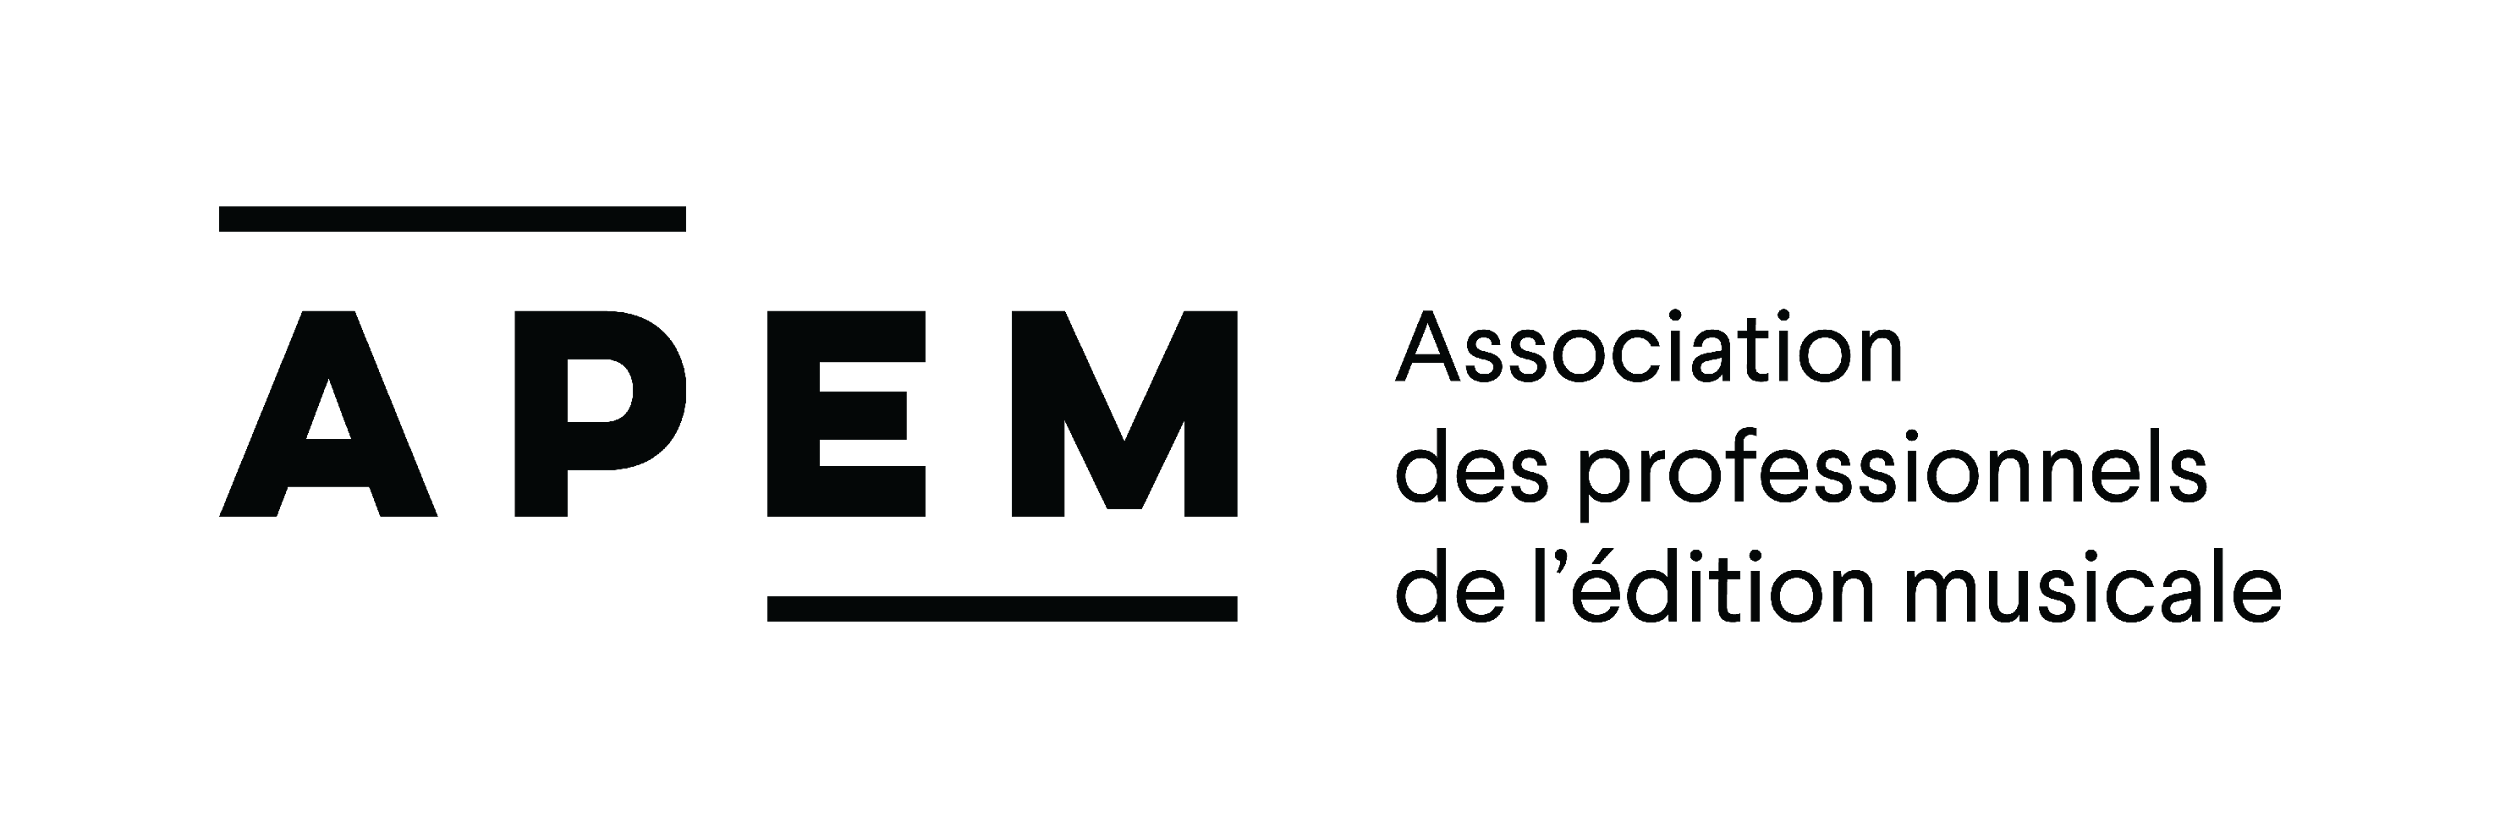 APEM
Association
des professionnels
de l’édition musicale